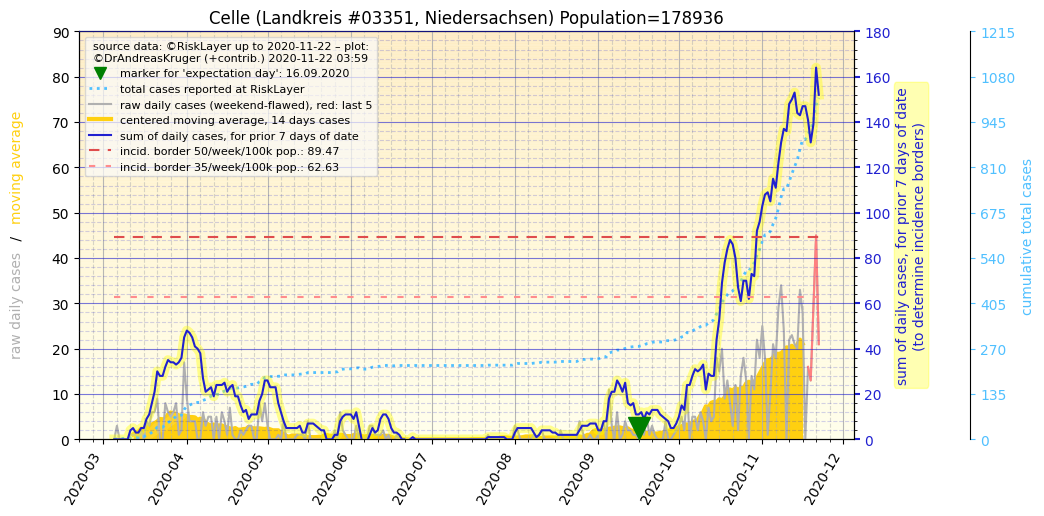 Celle (Landkreis #03351, Niedersachsen) Population=178936
source data: ©RiskLayer up to 2020-11-22 – plot:
©DrAndreasKruger (+contrib.) 2020-11-22 03:59
marker for 'expectation day': 16.09.2020
total cases reported at RiskLayer
raw daily cases (weekend-flawed), red: last 5
centered moving average, 14 days cases
sum of daily cases, for prior 7 days of date
incid. border 50/week/100k pop.: 89.47
incid. border 35/week/100k pop.: 62.63
raw daily cases / moving average
90
80
70
60
50
40
30
20
10
0
2020-03
2020-04
2020-05
2020-06
2020-07
2020-08
2020-09
2020-10
2020-11
2020-12
180
160
140
120
100
80
60
40
20
0
sum of daily cases, for prior 7 days of date
(to determine incidence borders)
1215
1080
945
810
675
540
405
270
135
0
cumulative total cases